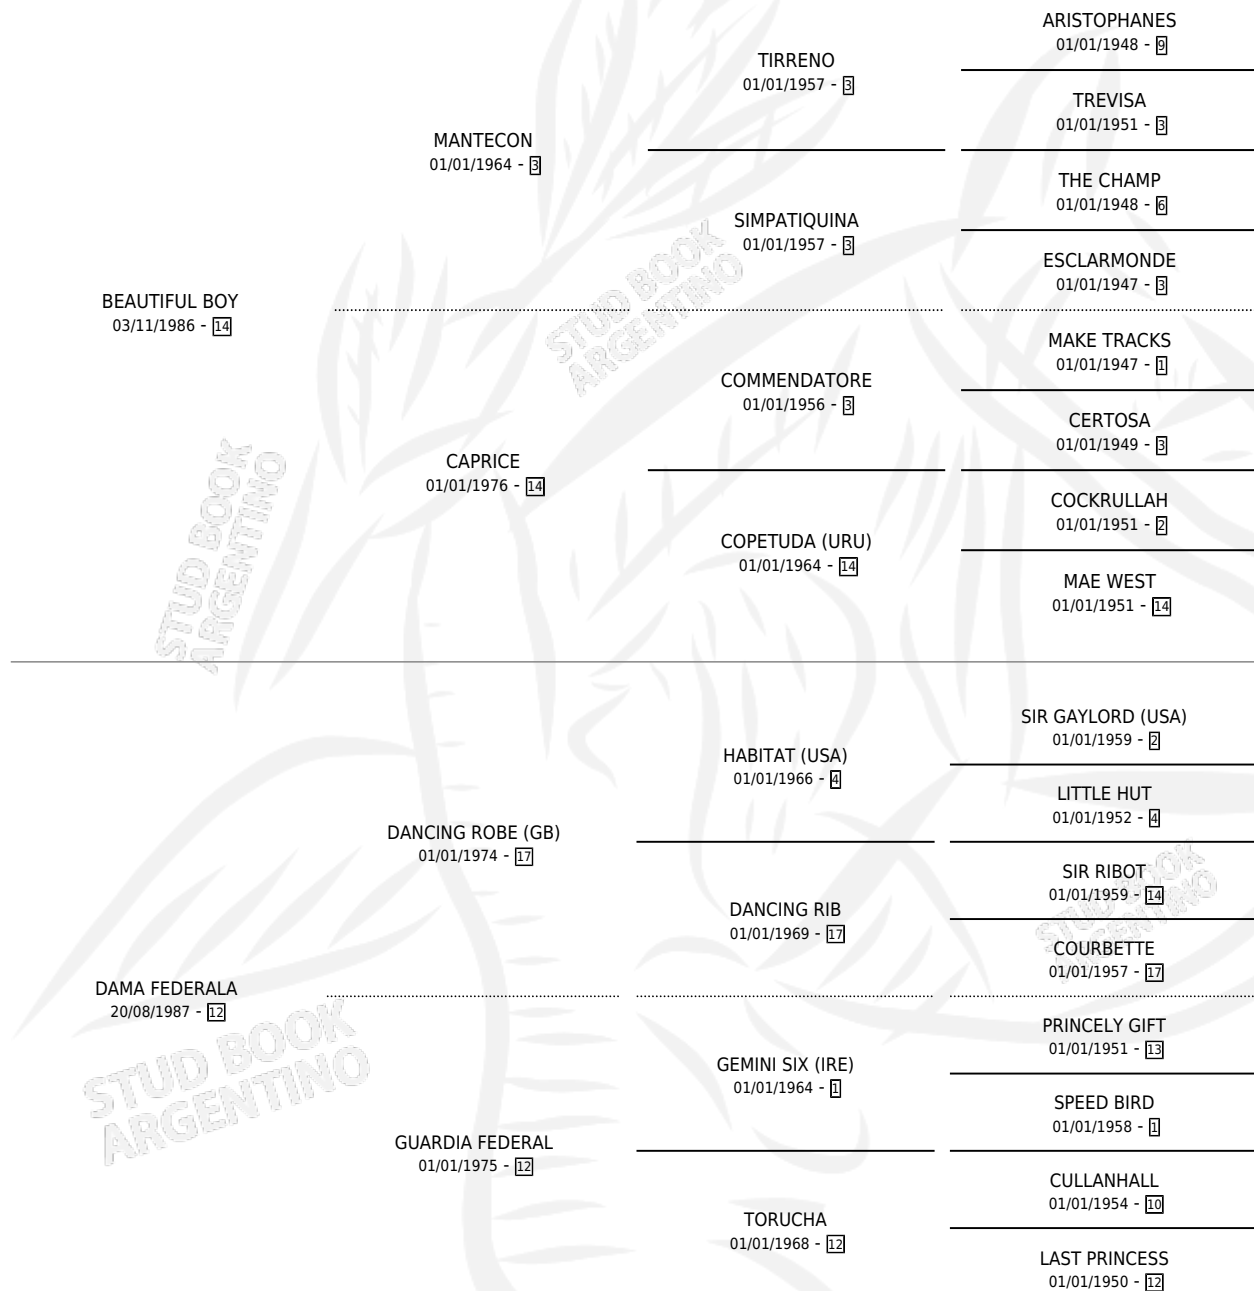 BEAUTIFUL BOY
03/11/1986 - 14
MANTECON
01/01/1964 - 3
TIRRENO
01/01/1957 - 3
ARISTOPHANES
01/01/1948 - 9
TREVISA
01/01/1951 - 3
SIMPATIQUINA
01/01/1957 - 3
THE CHAMP
01/01/1948 - 6
ESCLARMONDE
01/01/1947 - 3
CAPRICE
01/01/1976 - 14
COMMENDATORE
01/01/1956 - 3
MAKE TRACKS
01/01/1947 - 1
CERTOSA
01/01/1949 - 3
COPETUDA (URU)
01/01/1964 - 14
COCKRULLAH
01/01/1951 - 2
MAE WEST
01/01/1951 - 14
DAMA FEDERALA
20/08/1987 - 12
DANCING ROBE (GB)
01/01/1974 - 17
HABITAT (USA)
01/01/1966 - 4
SIR GAYLORD (USA)
01/01/1959 - 2
LITTLE HUT
01/01/1952 - 4
DANCING RIB
01/01/1969 - 17
SIR RIBOT
01/01/1959 - 14
COURBETTE
01/01/1957 - 17
GUARDIA FEDERAL
01/01/1975 - 12
GEMINI SIX (IRE)
01/01/1964 - 1
PRINCELY GIFT
01/01/1951 - 13
SPEED BIRD
01/01/1958 - 1
TORUCHA
01/01/1968 - 12
CULLANHALL
01/01/1954 - 10
LAST PRINCESS
01/01/1950 - 12
STUD BOOK
ARGENTINO
STUD BOOK
ARGENTINO
STUD BOOK
ARGENTINO
STUD BOOK
ARGENTINO